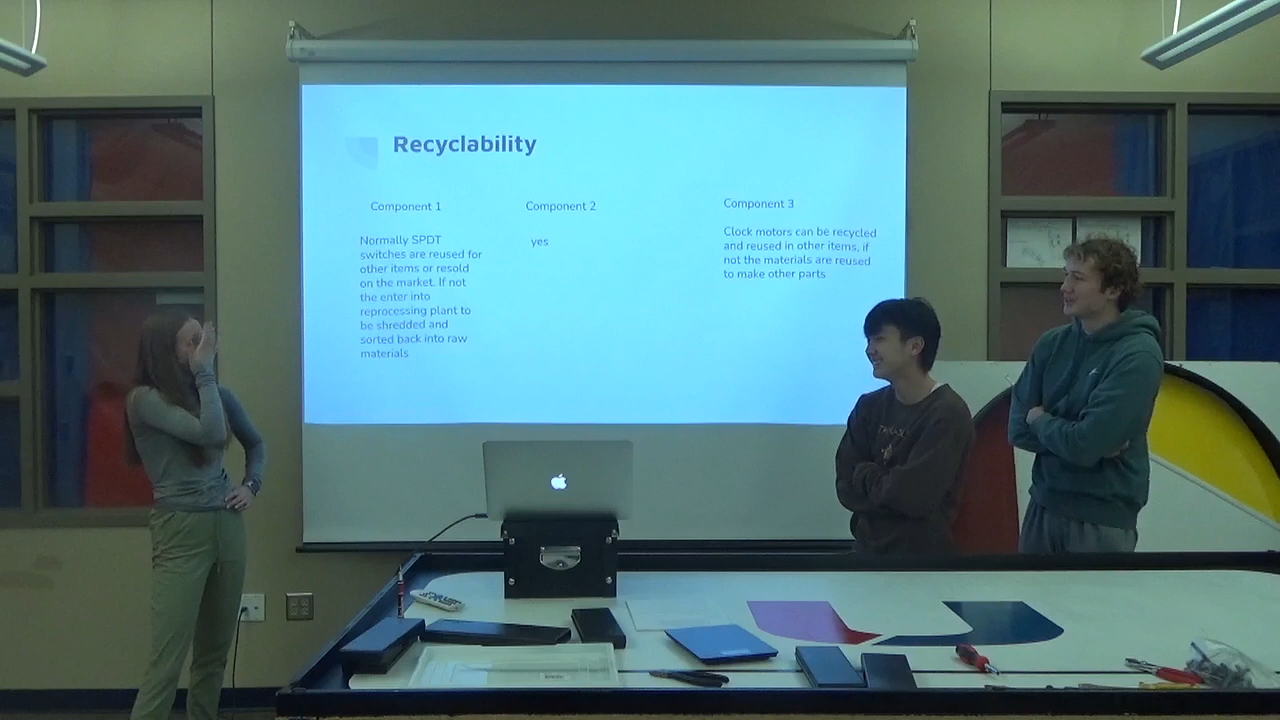 Recyclability
Component 1
Normally SPDT
switches are reused for
other items or resold
on the market. If not
the enter into
reprocessing plant to
be shredded and
sorted back into raw
materials
Component 2
yes
Component 3
Clock motors can be recycled
and reused in other items, if
not the materials are reused
to make other parts